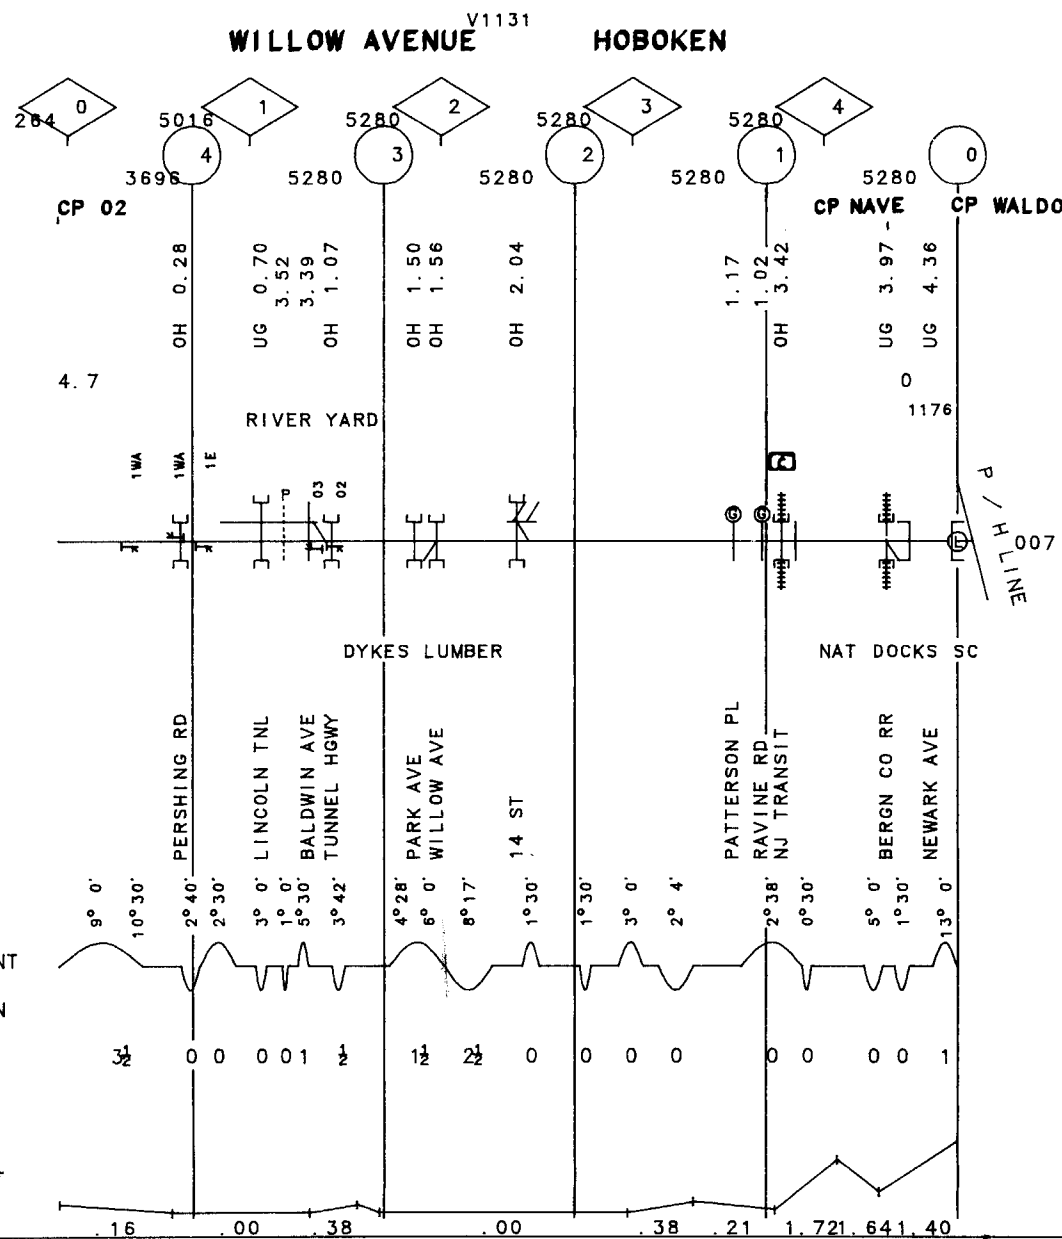 V1131
WILLOW AVENUE HOBOKEN
0 1 2 3 4
264 5016 5280 5280 5280
4 3 2 1 0
3696 5280 5280 5280 5280
CP 02 CP NAVE CP WALDO
OH 0.28 UG 0.70 3.52 3.39 OH 1.07 OH 1.50 OH 1.56 OH 2.04 1.17 1.02 OH 3.42 UG 3.97 UG 4.36
4.7 0
1176
RIVER YARD
1WA 1WA 1E C
P 03 02 G G
L 007
P / H LINE
DYKES LUMBER NAT DOCKS SC
PERSHING RD LINCOLN TNL BALDWIN AVE TUNNEL HGWY PARK AVE WILLOW AVE 14 ST PATTERSON PL RAVINE RD NJ TRANSIT BERGN CO RR NEWARK AVE
9° 0' 10°30' 2°40' 2°30' 3° 0' 1° 0' 5°30' 3°42' 4°28' 6° 0' 8°17' 1°30' 1°30' 3° 0' 2° 4' 2°38' 0°30' 5° 0' 1°30' 13° 0'
NT
N
3½ 0 0 0 0 1 ½ 1½ 2½ 0 0 0 0 0 0 0 0 1
.16 .00 .38 .00 .38 .21 1.72 1.64 1.40